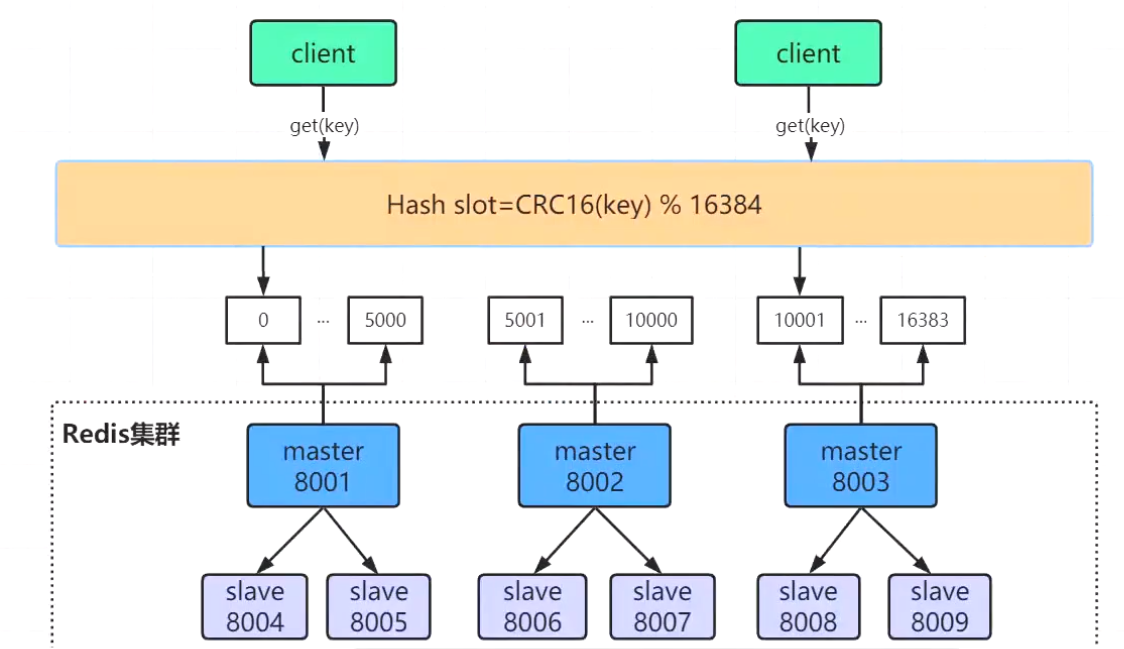 client
client
get(key)
get(key)
Hash slot=CRC16(key) % 16384
0 ... 5000
5001 ... 10000
10001 ... 16383
Redis集群
master
8001
master
8002
master
8003
slave
8004
slave
8005
slave
8006
slave
8007
slave
8008
slave
8009